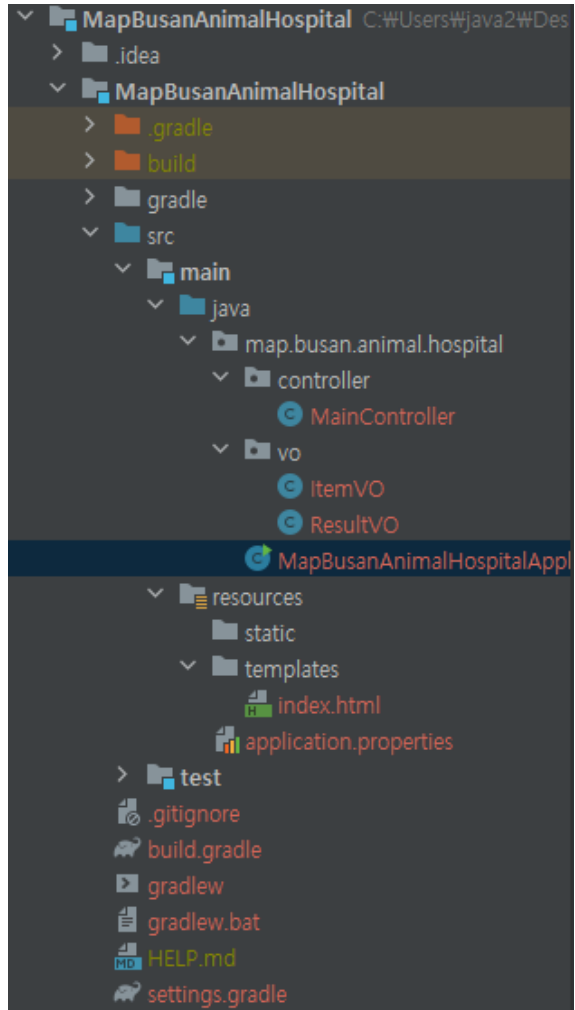 MapBusanAnimalHospital C:₩Users₩java2₩Des
.idea
MapBusanAnimalHospital
.gradle
build
gradle
src
main
java
map.busan.animal.hospital
controller
MainController
vo
ItemVO
ResultVO
MapBusanAnimalHospitalAppl
resources
static
templates
index.html
application.properties
test
.gitignore
build.gradle
gradlew
gradlew.bat
HELP.md
settings.gradle